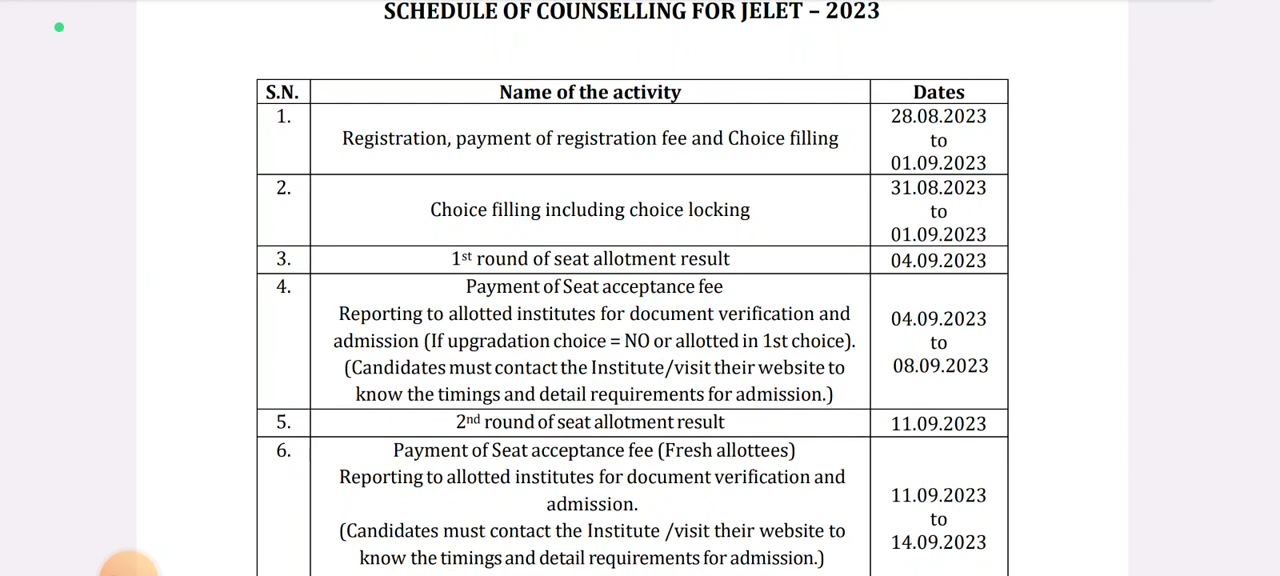 SCHEDULE OF COUNSELLING FOR JELET – 2023
S.N. Name of the activity Dates
1. Registration, payment of registration fee and Choice filling 28.08.2023
to
01.09.2023
2. Choice filling including choice locking 31.08.2023
to
01.09.2023
3. 1st round of seat allotment result 04.09.2023
4. Payment of Seat acceptance fee
Reporting to allotted institutes for document verification and
admission (If upgradation choice = NO or allotted in 1st choice).
(Candidates must contact the Institute/visit their website to
know the timings and detail requirements for admission.)
04.09.2023
to
08.09.2023
5. 2nd round of seat allotment result 11.09.2023
6. Payment of Seat acceptance fee (Fresh allottees)
Reporting to allotted institutes for document verification and
admission.
(Candidates must contact the Institute /visit their website to
know the timings and detail requirements for admission.)
11.09.2023
to
14.09.2023